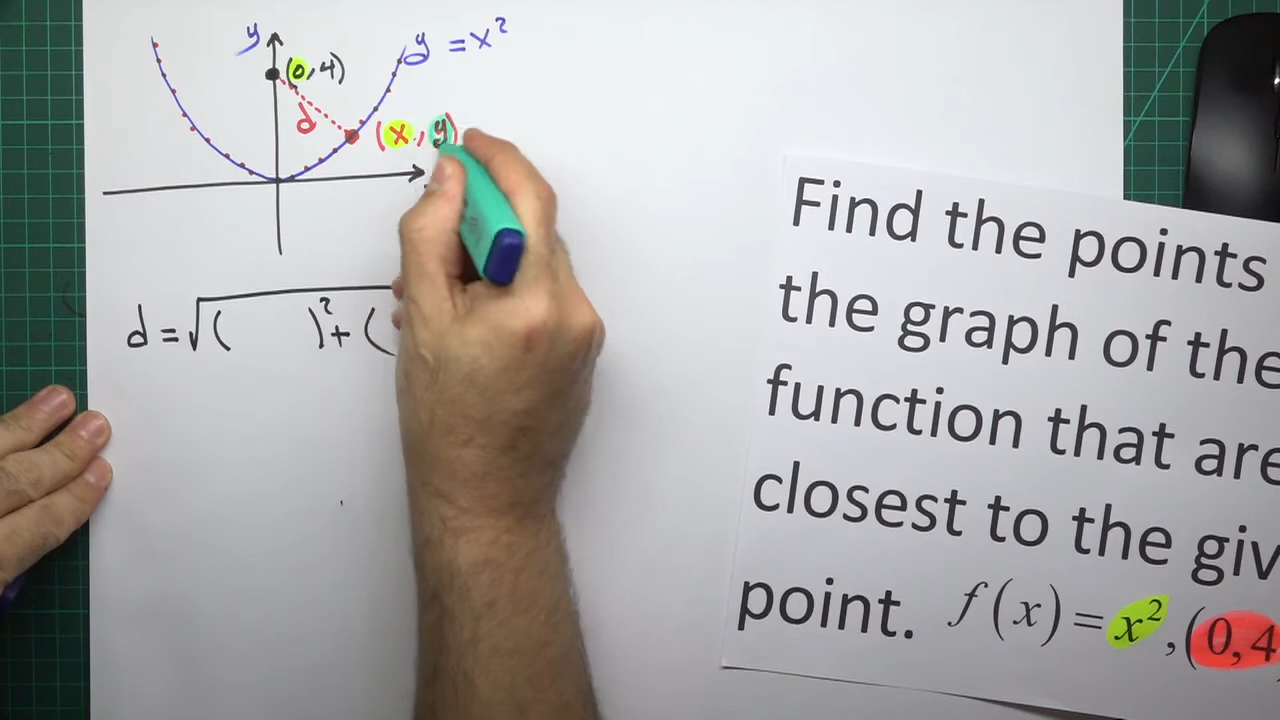 y
y = x²
(0, 4)
d
(x, y)
d = √( )² + (
Find the points
the graph of the
function that are
closest to the giv
point. f(x) = x², (0, 4